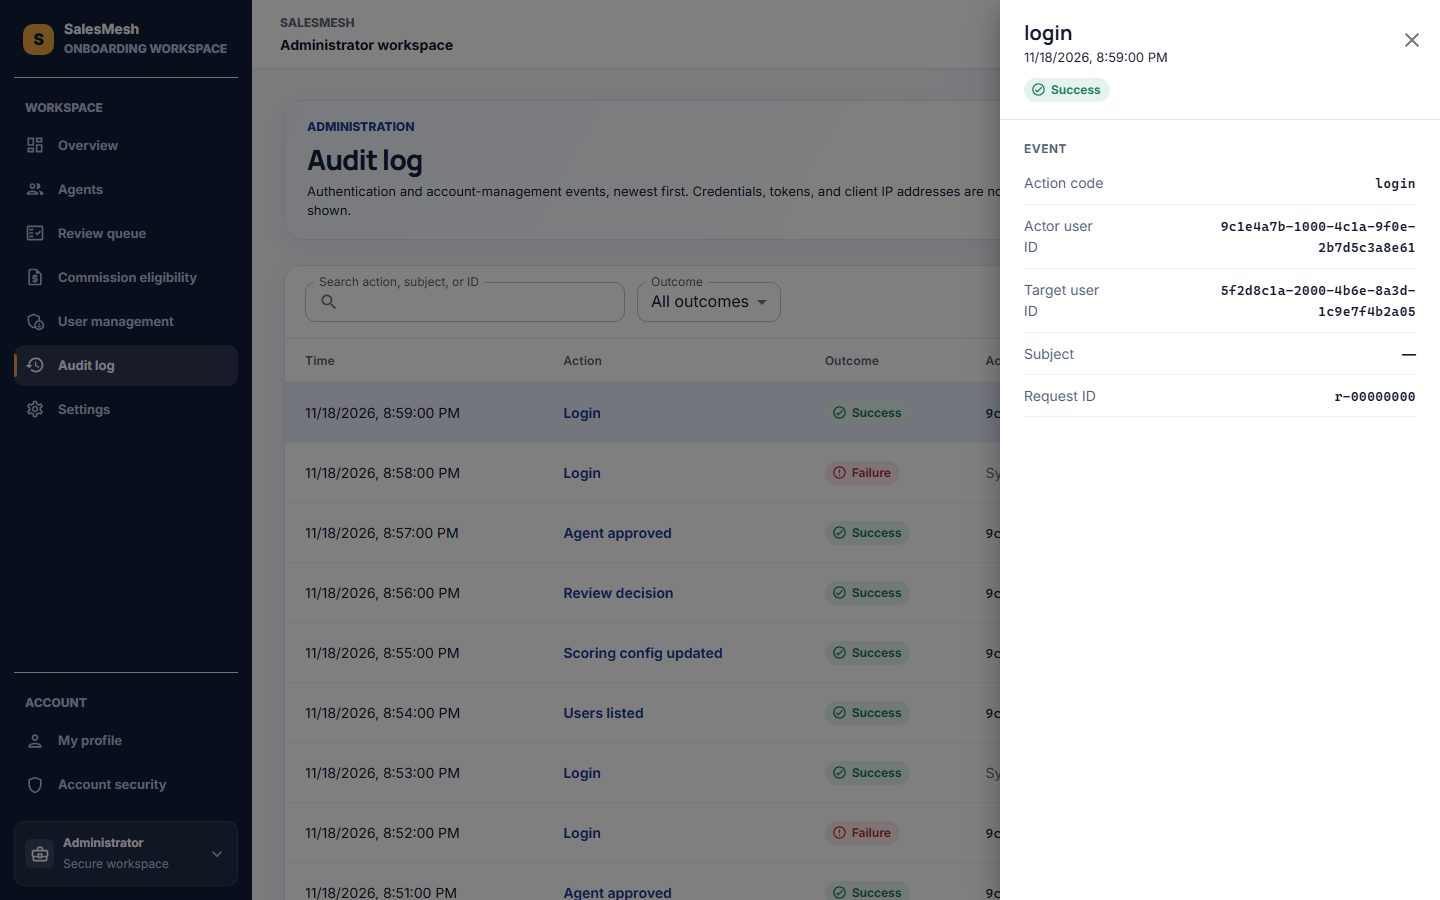 S
SalesMesh
ONBOARDING WORKSPACE
WORKSPACE
Overview
Agents
Review queue
Commission eligibility
User management
Audit log
Settings
ACCOUNT
My profile
Account security
Administrator
Secure workspace
SALESMESH
Administrator workspace
ADMINISTRATION
Audit log
Authentication and account-management events, newest first. Credentials, tokens, and client IP addresses are
shown.
Search action, subject, or ID
Outcome
All outcomes
Time Action Outcome
11/18/2026, 8:59:00 PM Login Success
11/18/2026, 8:58:00 PM Login Failure
11/18/2026, 8:57:00 PM Agent approved Success
11/18/2026, 8:56:00 PM Review decision Success
11/18/2026, 8:55:00 PM Scoring config updated Success
11/18/2026, 8:54:00 PM Users listed Success
11/18/2026, 8:53:00 PM Login Success
11/18/2026, 8:52:00 PM Login Failure
11/18/2026, 8:51:00 PM Agent approved Success
login
11/18/2026, 8:59:00 PM
Success
EVENT
Action code login
Actor user ID 9c1e4a7b-1000-4c1a-9f0e-
2b7d5c3a8e61
Target user ID 5f2d8c1a-2000-4b6e-8a3d-
1c9e7f4b2a05
Subject —
Request ID r-00000000